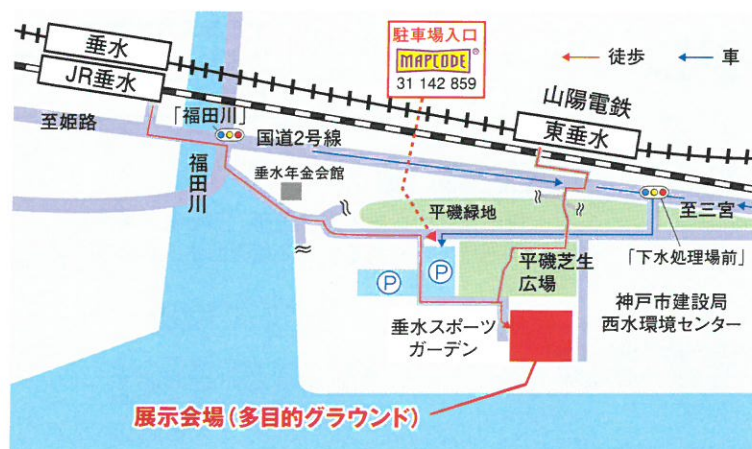 垂水
JR垂水
駐車場入口
MAPCODE®
31 142 859
徒歩
車
山陽電鉄
東垂水
至姫路
「福田川」
国道2号線
福田川
垂水年金会館
平磯緑地
至三宮
「下水処理場前」
P
P
平磯芝生
広場
垂水スポーツ
ガーデン
神戸市建設局
西水環境センター
展示会場(多目的グラウンド)